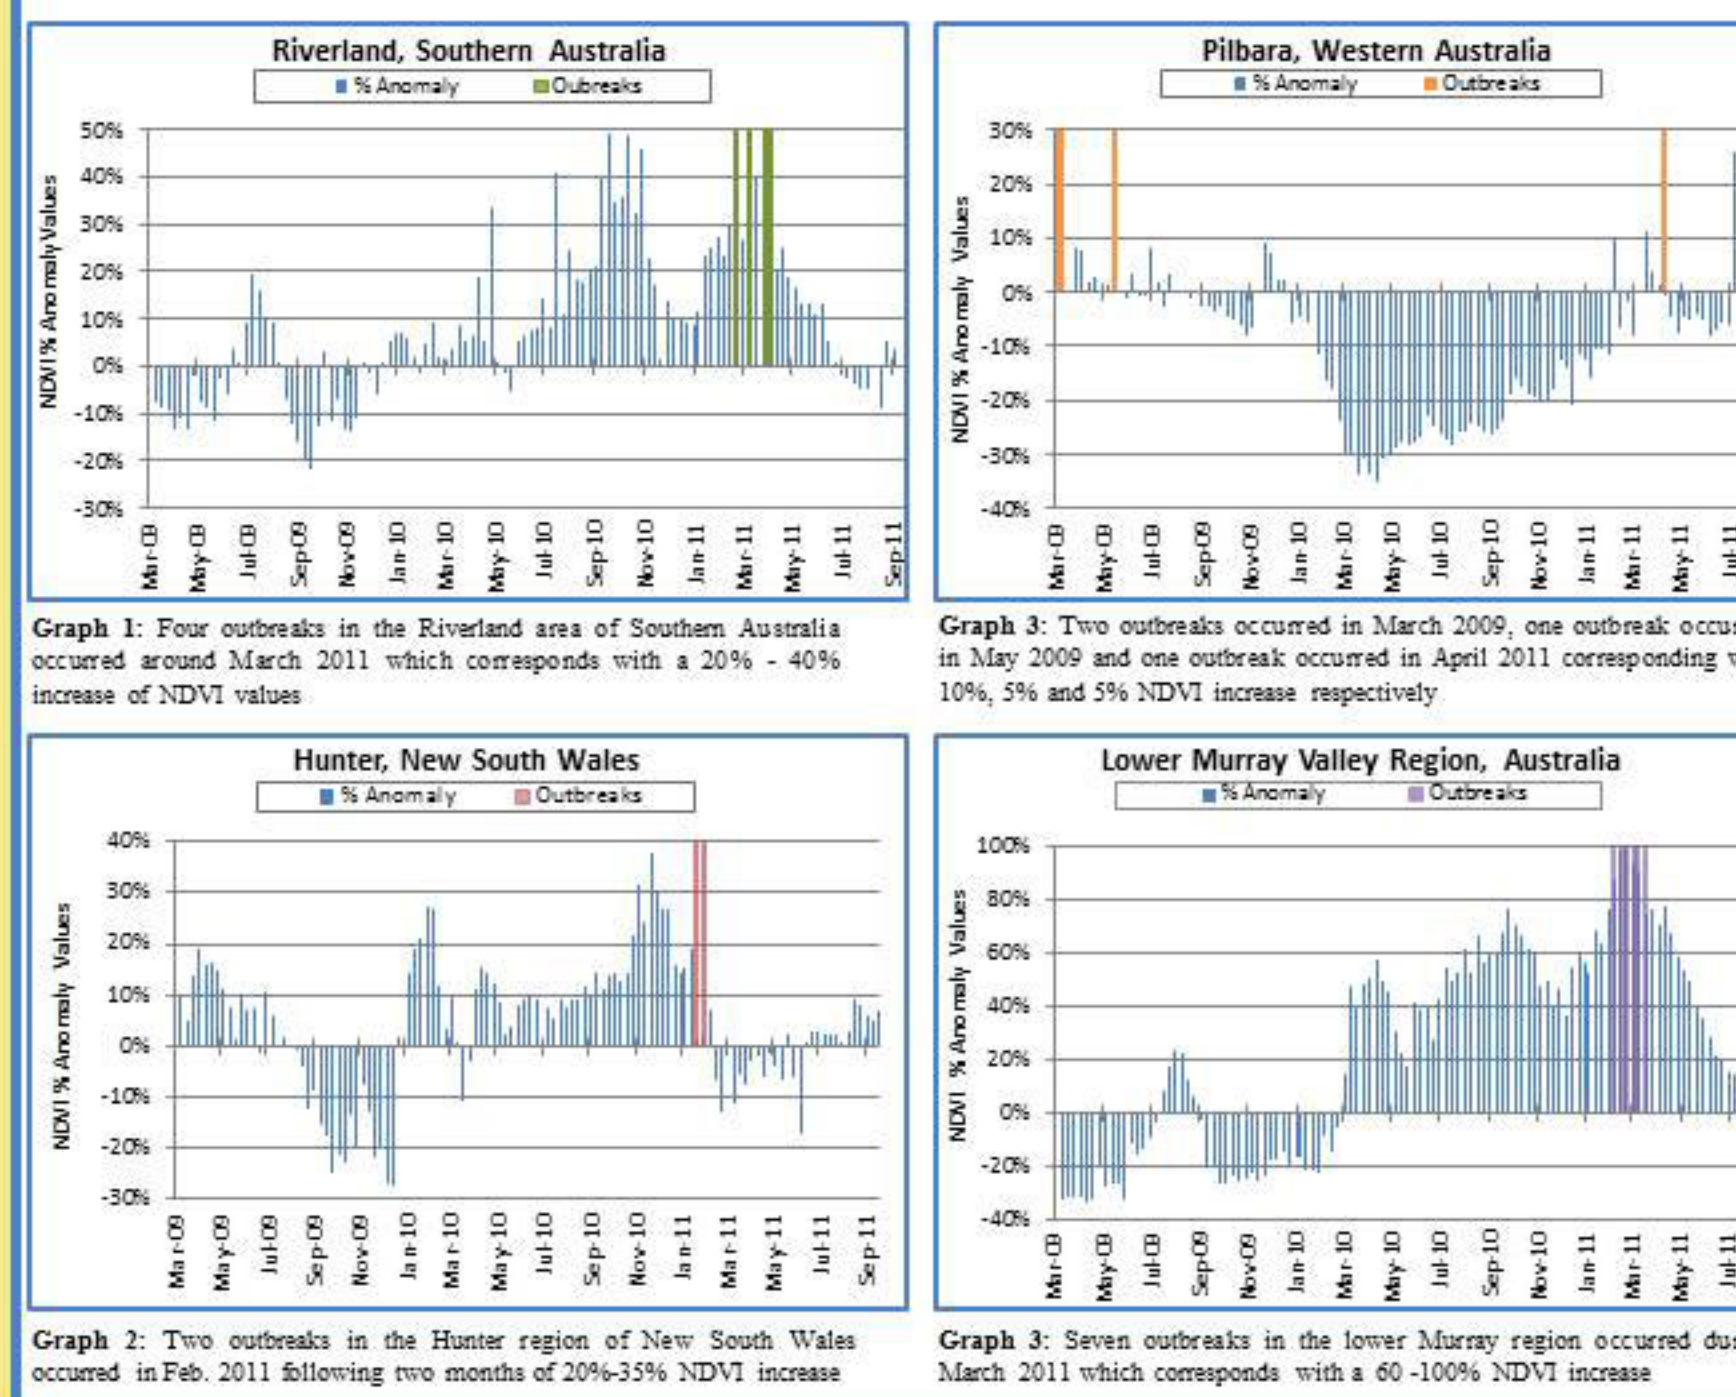 Riverland, Southern Australia
% Anomaly Oubreaks
NDVI % Anomaly Values
50%
40%
30%
20%
10%
0%
-10%
-20%
-30%
Mar-09 May-09 Jul-09 Sep-09 Nov-09 Jan-10 Mar-10 May-10 Jul-10 Sep-10 Nov-10 Jan-11 Mar-11 May-11 Jul-11 Sep-11
Graph 1: Four outbreaks in the Riverland area of Southern Australia
occurred around March 2011 which corresponds with a 20% - 40%
increase of NDVI values
Pilbara, Western Australia
% Anomaly Outbreaks
NDVI % Anomaly Values
30%
20%
10%
0%
-10%
-20%
-30%
-40%
Mar-09 May-09 Jul-09 Sep-09 Nov-09 Jan-10 Mar-10 May-10 Jul-10 Sep-10 Nov-10 Jan-11 Mar-11 May-11
Graph 3: Two outbreaks occurred in March 2009, one outbreak
in May 2009 and one outbreak occurred in April 2011 corresponding
10%, 5% and 5% NDVI increase respectively
Hunter, New South Wales
% Anomaly Outbreaks
NDVI % Anomaly Values
40%
30%
20%
10%
0%
-10%
-20%
-30%
Mar-09 May-09 Jul-09 Sep-09 Nov-09 Jan-10 Mar-10 May-10 Jul-10 Sep-10 Nov-10 Jan-11 Mar-11 May-11 Jul-11 Sep-11
Graph 2: Two outbreaks in the Hunter region of New South Wales
occurred in Feb. 2011 following two months of 20%-35% NDVI increase
Lower Murray Valley Region, Australia
% Anomaly Outbreaks
NDVI % Anomaly Values
100%
80%
60%
40%
20%
0%
-20%
-40%
Mar-09 May-09 Jul-09 Sep-09 Nov-09 Jan-10 Mar-10 May-10 Jul-10 Sep-10 Nov-10 Jan-11 Mar-11 May-11
Graph 3: Seven outbreaks in the lower Murray region occurred
March 2011 which corresponds with a 60 -100% NDVI increase